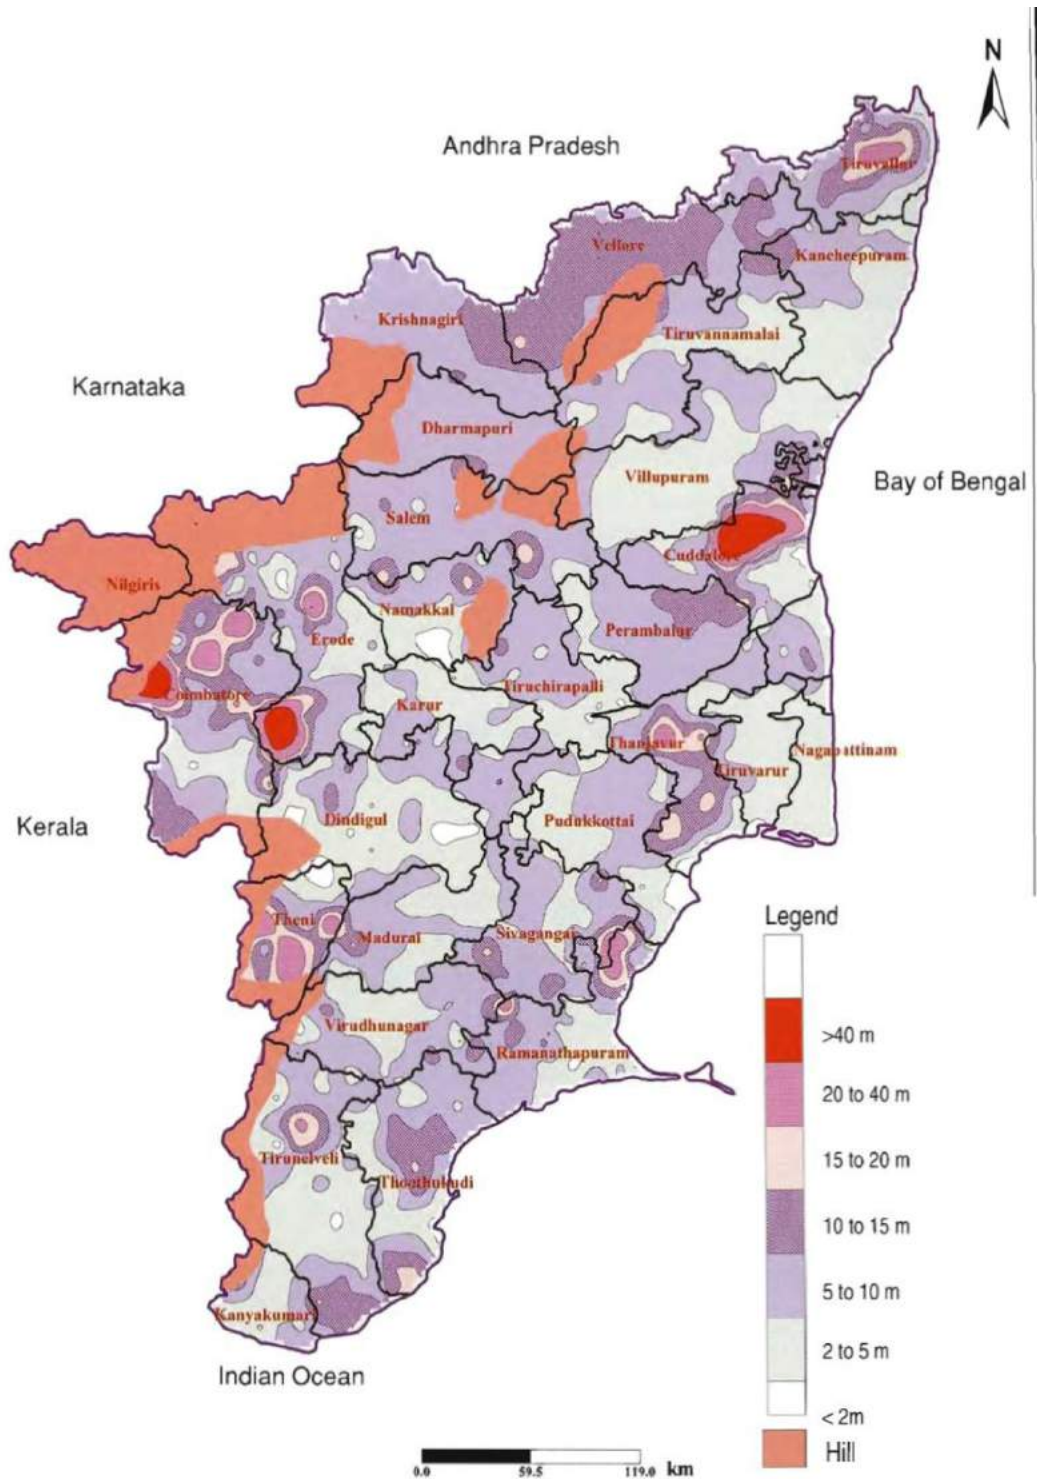 N
Andhra Pradesh
Tiruvallur
Vellore
Kancheepuram
Krishnagiri
Tiruvannamalai
Karnataka
Dharmapuri
Villupuram
Bay of Bengal
Salem
Cuddalore
Nilgiris
Namakkal
Erode
Perambalur
Coimbatore
Tiruchirapalli
Karur
Thanjavur
Nagapattinam
Tiruvarur
Kerala
Dindigul
Pudukkottai
Legend
Theni
Madurai
Sivagangai
Virudhunagar
Ramanathapuram
>40 m
20 to 40 m
15 to 20 m
Tirunelveli
Thoothukudi
10 to 15 m
5 to 10 m
Kanyakumari
2 to 5 m
Indian Ocean
< 2m
Hill
0.0 59.5 119.0 km